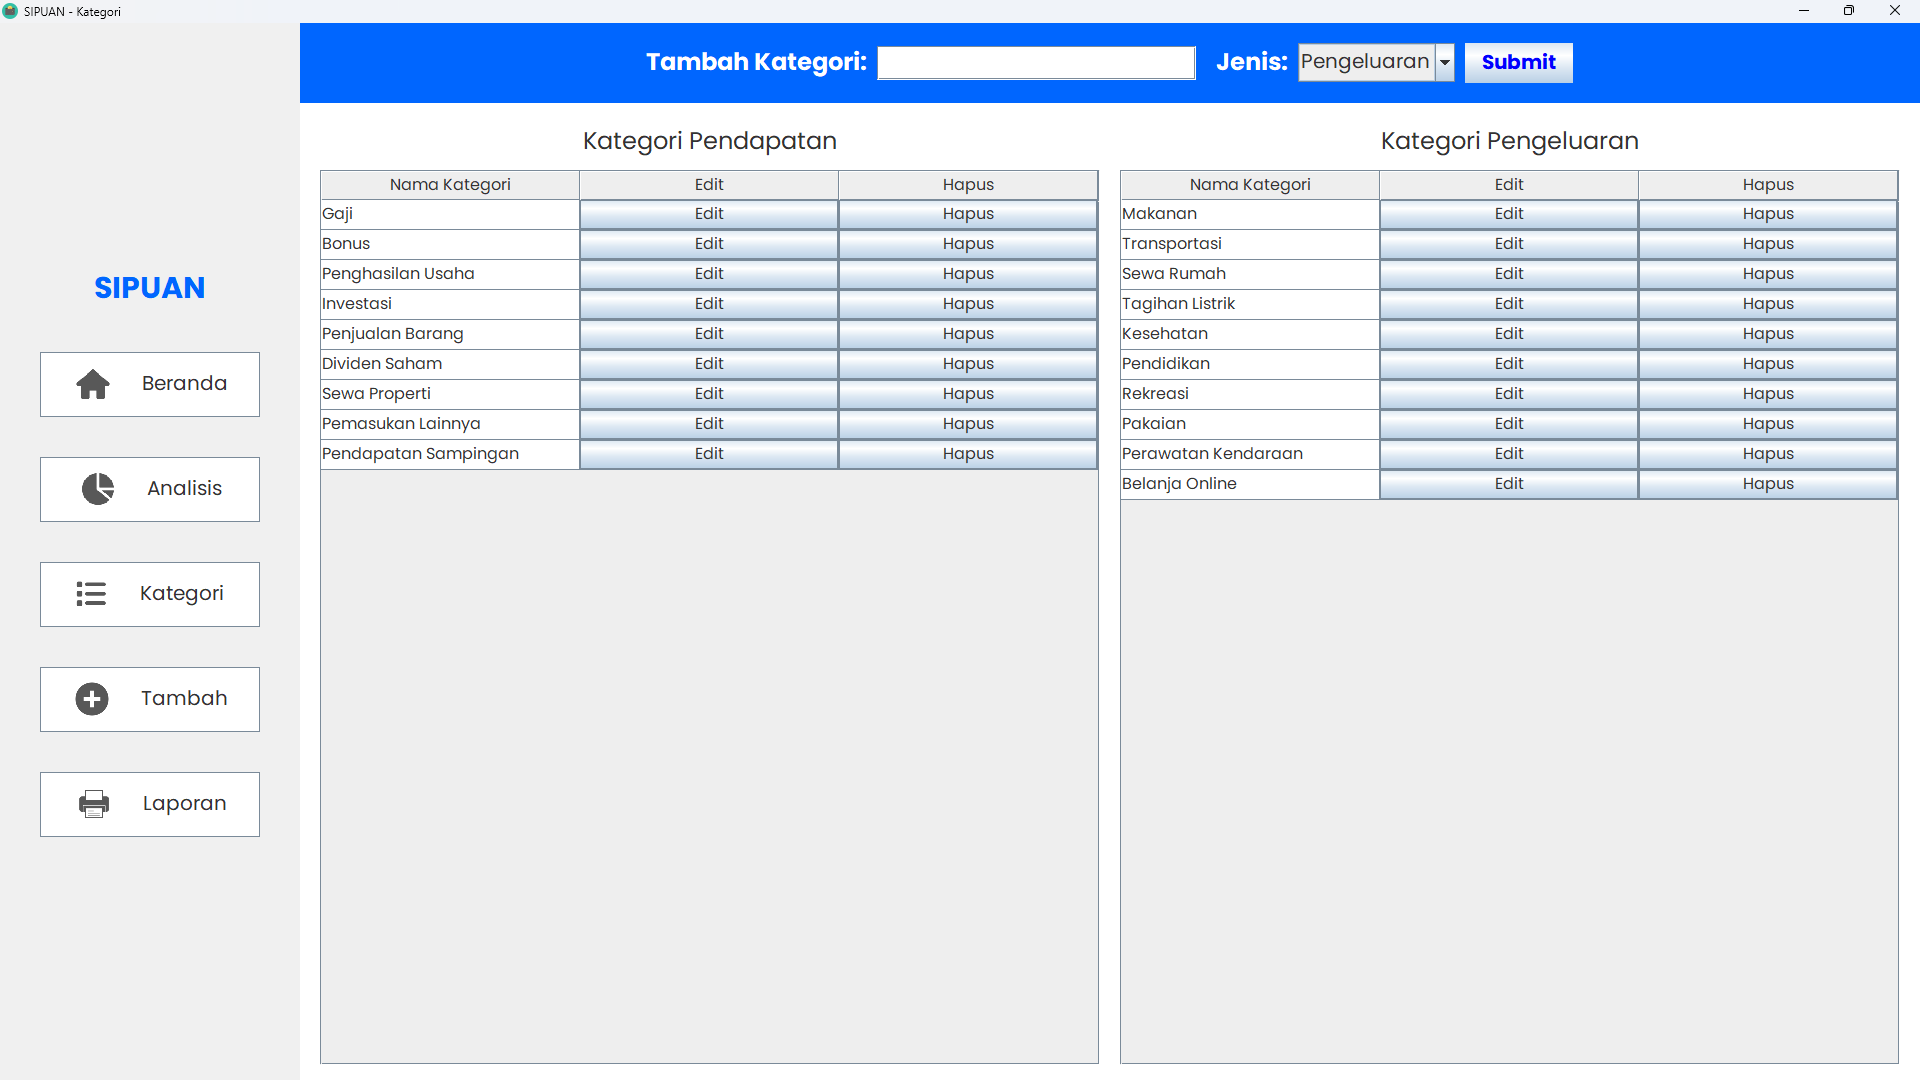 SIPUAN - Kategori
Tambah Kategori: Jenis: Pengeluaran Submit
SIPUAN
Beranda
Analisis
Kategori
Tambah
Laporan
Kategori Pendapatan
Nama Kategori Edit Hapus
Gaji Edit Hapus
Bonus Edit Hapus
Penghasilan Usaha Edit Hapus
Investasi Edit Hapus
Penjualan Barang Edit Hapus
Dividen Saham Edit Hapus
Sewa Properti Edit Hapus
Pemasukan Lainnya Edit Hapus
Pendapatan Sampingan Edit Hapus
Kategori Pengeluaran
Nama Kategori Edit Hapus
Makanan Edit Hapus
Transportasi Edit Hapus
Sewa Rumah Edit Hapus
Tagihan Listrik Edit Hapus
Kesehatan Edit Hapus
Pendidikan Edit Hapus
Rekreasi Edit Hapus
Pakaian Edit Hapus
Perawatan Kendaraan Edit Hapus
Belanja Online Edit Hapus